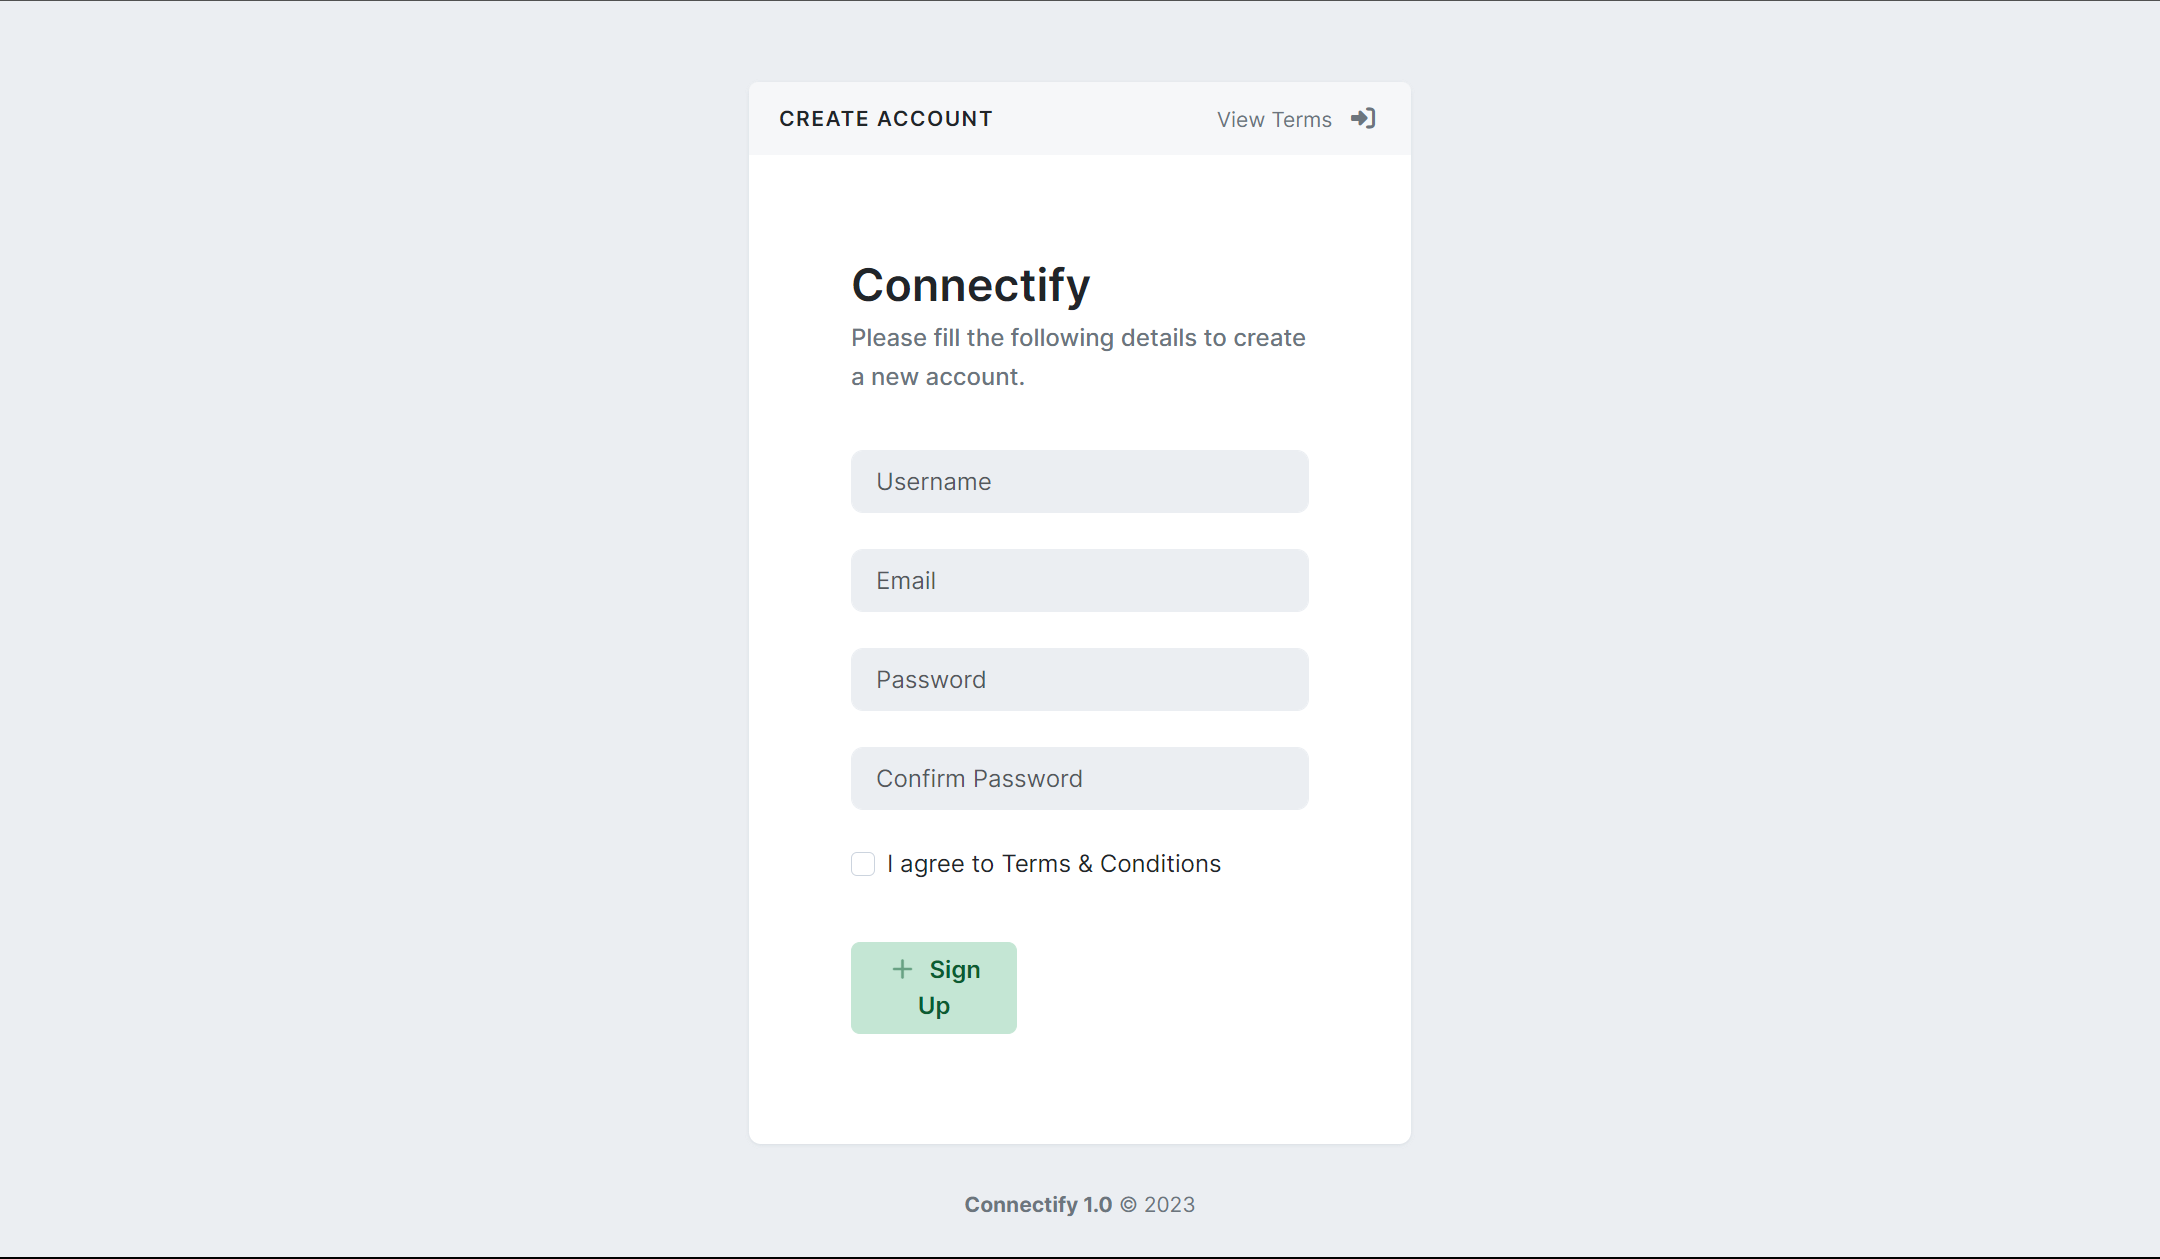 CREATE ACCOUNT
View Terms
Connectify
Please fill the following details to create
a new account.
Username
Email
Password
Confirm Password
I agree to Terms & Conditions
Sign
Up
Connectify 1.0 © 2023